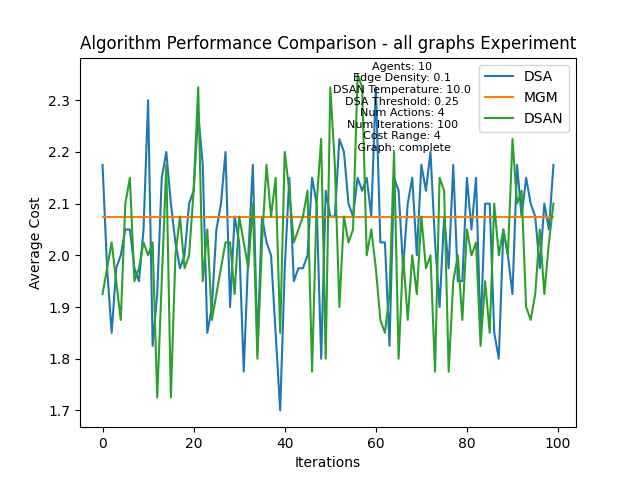 Algorithm Performance Comparison - all graphs Experiment
Agents: 10
Edge Density: 0.1
DSAN Temperature: 10.0
DSA Threshold: 0.25
Num Actions: 4
Num Iterations: 100
Cost Range: 4
Graph: complete
DSA
MGM
DSAN
Average Cost
2.3
2.2
2.1
2.0
1.9
1.8
1.7
0 20 40 60 80 100
Iterations